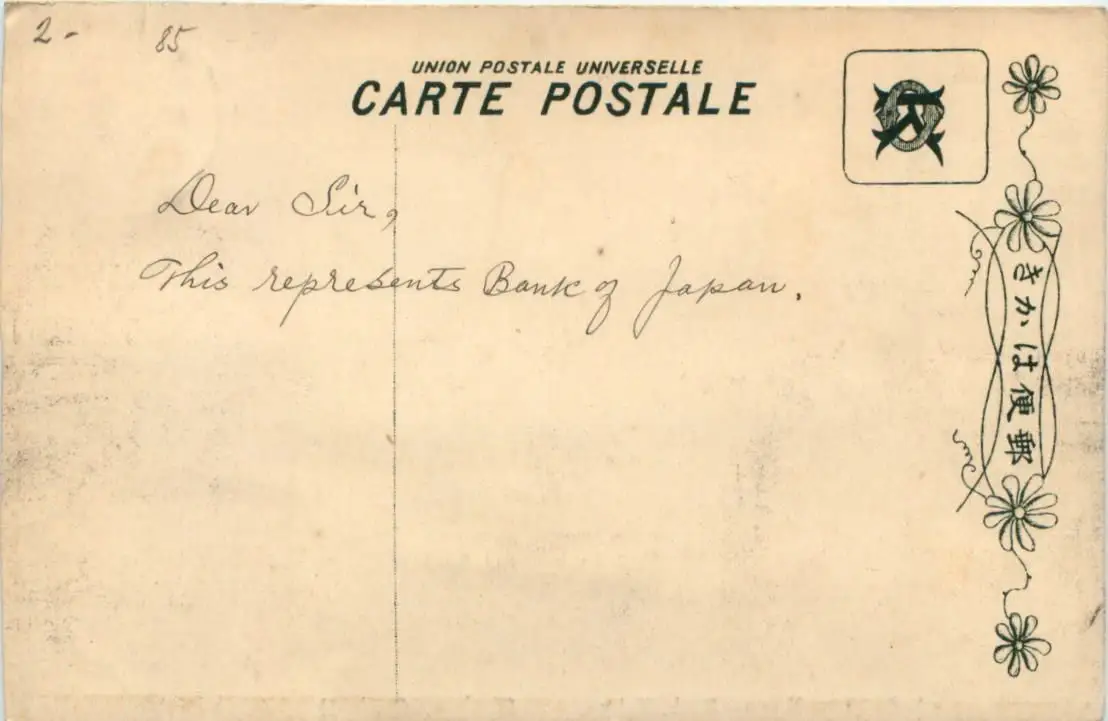 2- 85
UNION POSTALE UNIVERSELLE
CARTE POSTALE
Dear Sir,
This represents Bank of Japan.
きかは便郵